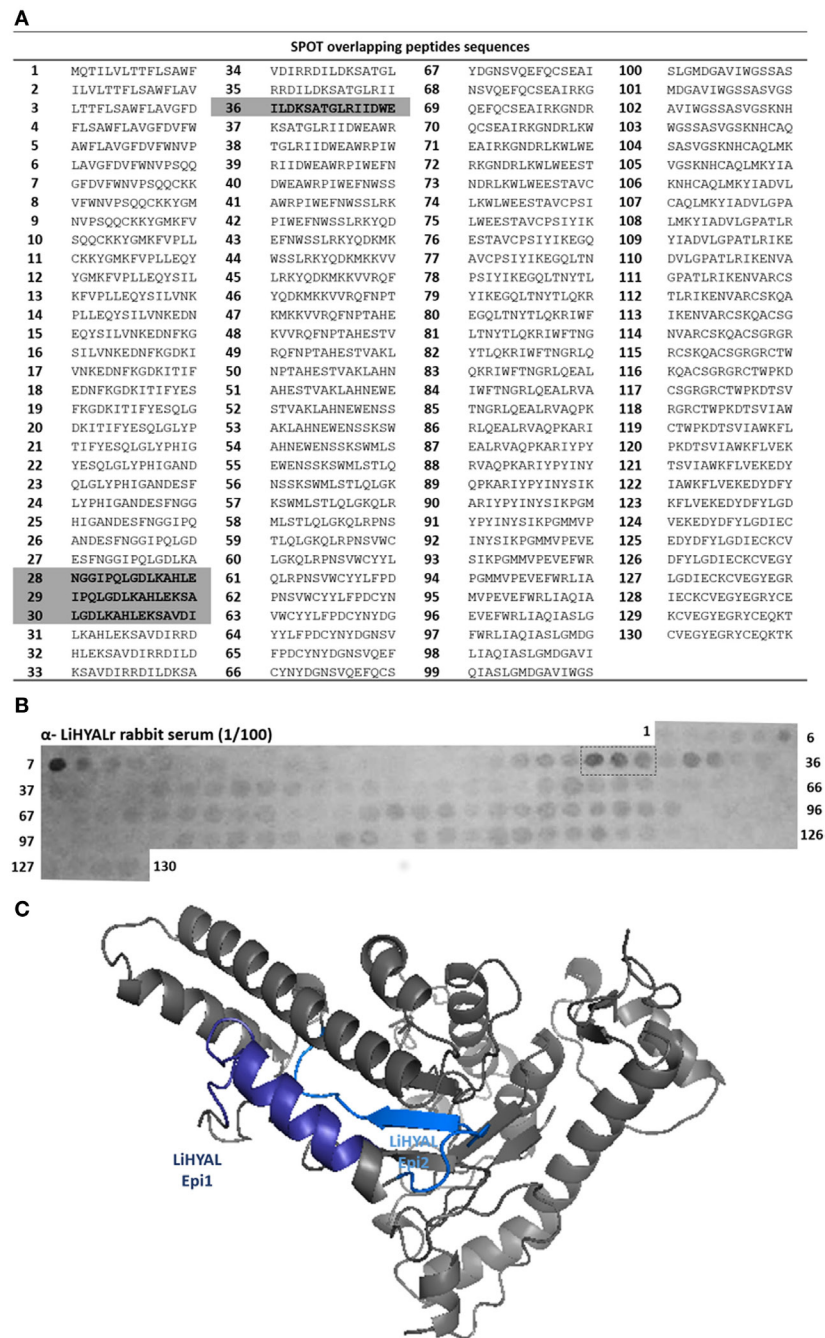 A
SPOT overlapping peptides sequences
1 MQTILVLTTFLSAWF 34 VDIRRDILDKSATGL 67 YDGNSVQEFQCSEAI 100 SLGMDGAVIWGSSAS
2 ILVLTTFLSAWFLAV 35 RRDILDKSATGLRII 68 NSVQEFQCSEAIRKG 101 MDGAVIWGSSASVGS
3 LTTFLSAWFLAVGFD 36 ILDKSATGLRIIDWE 69 QEFQCSEAIRKGNDR 102 AVIWGSSASVGSKNH
4 FLSAWFLAVGFDVFW 37 KSATGLRIIDWEAWR 70 QCSEAIRKGNDRLKW 103 WGSSASVGSKNHCAQ
5 AWFLAVGFDVFWNVP 38 TGLRIIDWEAWRPIW 71 EAIRKGNDRLKWLWE 104 SASVGSKNHCAQLMK
6 LAVGFDVFWNVPSQQ 39 RIIDWEAWRPIWEFN 72 RKGNDRLKWLWEEST 105 VGSKNHCAQLMKYIA
7 GFDVFWNVPSQQCKK 40 DWEAWRPIWEFNWSS 73 NDRLKWLWEESTAVC 106 KNHCAQLMKYIADVL
8 VFWNVPSQQCKKYGM 41 AWRPIWEFNWSSLRK 74 LKWLWEESTAVCPSI 107 CAQLMKYIADVLGPA
9 NVPSQQCKKYGMKFV 42 PIWEFNWSSLRKYQD 75 LWEESTAVCPSIYIK 108 LMKYIADVLGPATLR
10 SQQCKKYGMKFVPLL 43 EFNWSSLRKYQDKMK 76 ESTAVCPSIYIKEGQ 109 YIADVLGPATLRIKE
11 CKKYGMKFVPLLEQY 44 WSSLRKYQDKMKKVV 77 AVCPSIYIKEGQLTN 110 DVLGPATLRIKENVA
12 YGMKFVPLLEQYSIL 45 LRKYQDKMKKVVRQF 78 PSIYIKEGQLTNYTL 111 GPATLRIKENVARCS
13 KFVPLLEQYSILVNK 46 YQDKMKKVVRQFNPT 79 YIKEGQLTNYTLQKR 112 TLRIKENVARCSKQA
14 PLLEQYSILVNKEDN 47 KMKKVVRQFNPTAHE 80 EGQLTNYTLQKRIWF 113 IKENVARCSKQACSG
15 EQYSILVNKEDNFKG 48 KVVRQFNPTAHESTV 81 LTNYTLQKRIWFTNG 114 NVARCSKQACSGRGR
16 SILVNKEDNFKGDKI 49 RQFNPTAHESTVAKL 82 YTLQKRIWFTNGRLQ 115 RCSKQACSGRGRCTW
17 VNKEDNFKGDKITIF 50 NPTAHESTVAKLAHN 83 QKRIWFTNGRLQEAL 116 KQACSGRGRCTWPKD
18 EDNFKGDKITIFYES 51 AHESTVAKLAHNEWE 84 IWFTNGRLQEALRVA 117 CSGRGRCTWPKDTSV
19 FKGDKITIFYESQLG 52 STVAKLAHNEWENSS 85 TNGRLQEALRVAQPK 118 RGRCTWPKDTSVIAW
20 DKITIFYESQLGLYP 53 AKLAHNEWENSSKSW 86 RLQEALRVAQPKARI 119 CTWPKDTSVIAWKFL
21 TIFYESQLGLYPHIG 54 AHNEWENSSKSWMLS 87 EALRVAQPKARIYPY 120 PKDTSVIAWKFLVEK
22 YESQLGLYPHIGAND 55 EWENSSKSWMLSTLQ 88 RVAQPKARIYPYINY 121 TSVIAWKFLVEKEDY
23 QLGLYPHIGANDESF 56 NSSKSWMLSTLQLGK 89 QPKARIYPYINYSIK 122 IAWKFLVEKEDYDFY
24 LYPHIGANDESFNGG 57 KSWMLSTLQLGKQLR 90 ARIYPYINYSIKPGM 123 KFLVEKEDYDFYLGD
25 HIGANDESFNGGIPQ 58 MLSTLQLGKQLRPNS 91 YPYINYSIKPGMMVP 124 VEKEDYDFYLGDIEC
26 ANDESFNGGIPQLGD 59 TLQLGKQLRPNSVWC 92 INYSIKPGMMVPEVE 125 EDYDFYLGDIECKCV
27 ESFNGGIPQLGDLKA 60 LGKQLRPNSVWCYYL 93 SIKPGMMVPEVEFWR 126 DFYLGDIECKCVEGY
28 NGGIPQLGDLKAHLE 61 QLRPNSVWCYYLFPD 94 PGMMVPEVEFWRLIA 127 LGDIECKCVEGYEGR
29 IPQLGDLKAHLEKSA 62 PNSVWCYYLFPDCYN 95 MVPEVEFWRLIAQIA 128 IECKCVEGYEGRYCE
30 LGDLKAHLEKSAVDI 63 VWCYYLFPDCYNYDG 96 EVEFWRLIAQIASLG 129 KCVEGYEGRYCEQKT
31 LKAHLEKSAVDIRRD 64 YYLFPDCYNYDGNSV 97 FWRLIAQIASLGMDG 130 CVEGYEGRYCEQKTK
32 HLEKSAVDIRRDILD 65 FPDCYNYDGNSVQEF 98 LIAQIASLGMDGAVI
33 KSAVDIRRDILDKSA 66 CYNYDGNSVQEFQCS 99 QIASLGMDGAVIWGS
B
α- LiHYALr rabbit serum (1/100) 1 6
7 36
37 66
67 96
97 126
127 130
C
LiHYAL
Epi1
LiHYAL
Epi2